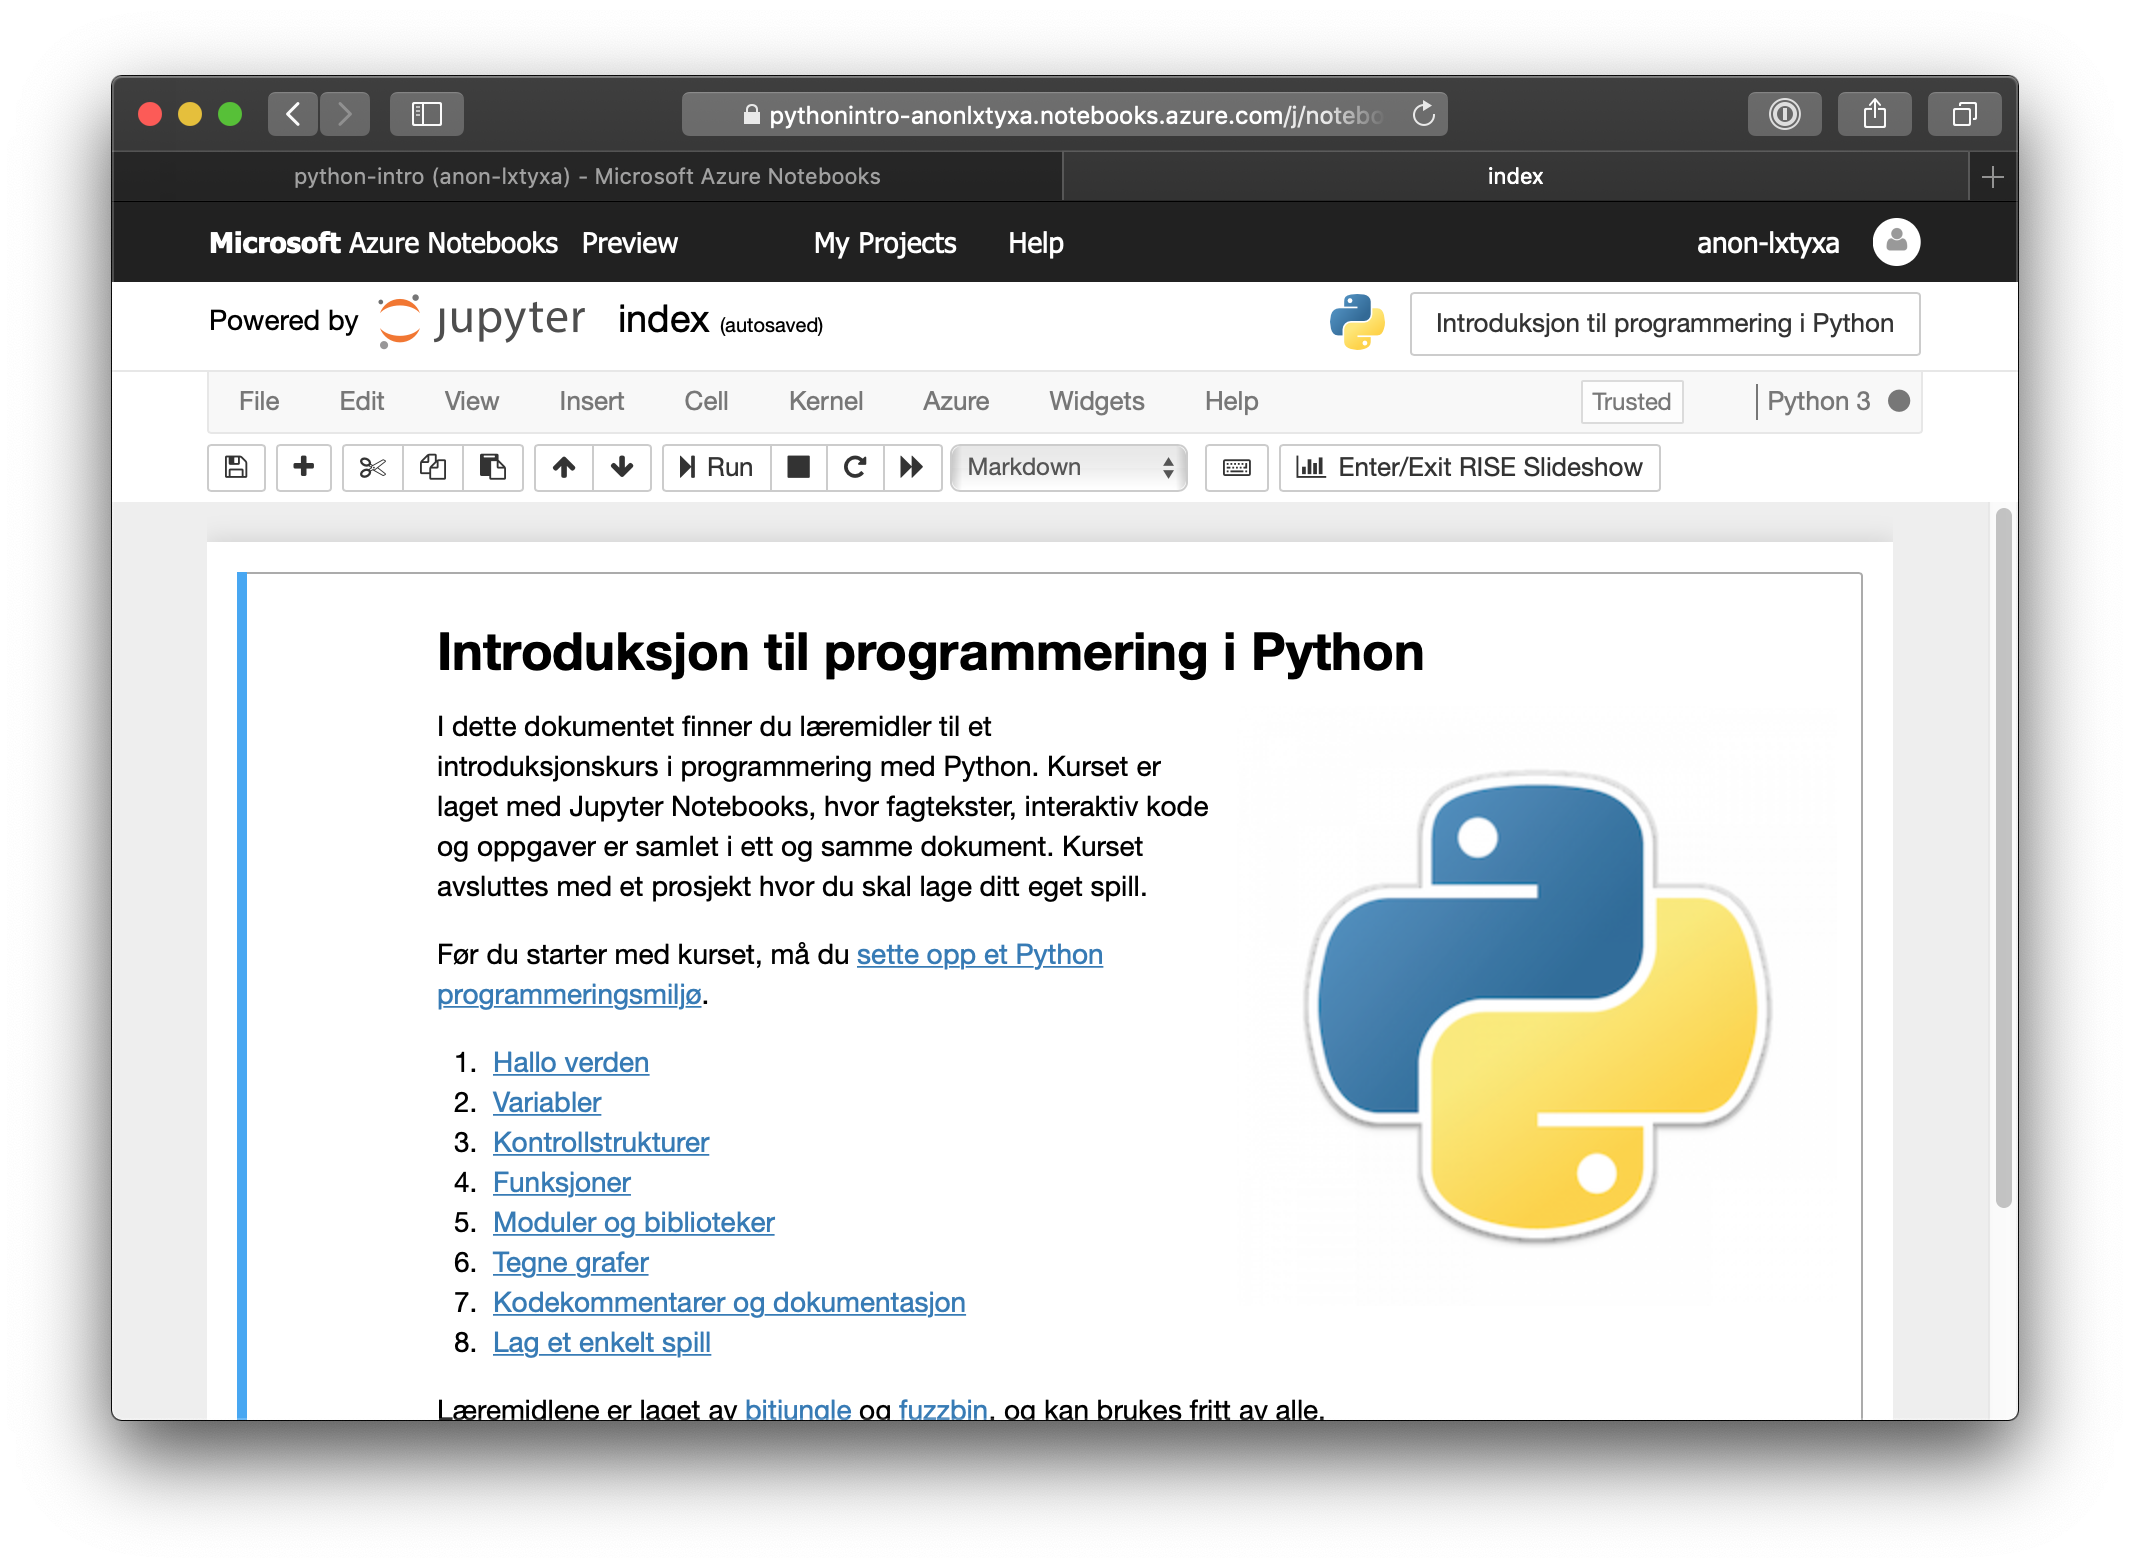 pythonintro-anonlxtyxa.notebooks.azure.com/j/notebo
python-intro (anon-lxtyxa) - Microsoft Azure Notebooks
index
Microsoft Azure Notebooks Preview My Projects Help anon-lxtyxa
Powered by jupyter index (autosaved) Introduksjon til programmering i Python
File Edit View Insert Cell Kernel Azure Widgets Help Trusted Python 3
Run Markdown Enter/Exit RISE Slideshow
Introduksjon til programmering i Python
I dette dokumentet finner du læremidler til et
introduksjonskurs i programmering med Python. Kurset er
laget med Jupyter Notebooks, hvor fagtekster, interaktiv kode
og oppgaver er samlet i ett og samme dokument. Kurset
avsluttes med et prosjekt hvor du skal lage ditt eget spill.
Før du starter med kurset, må du sette opp et Python
programmeringsmiljø.
1. Hallo verden
2. Variabler
3. Kontrollstrukturer
4. Funksjoner
5. Moduler og biblioteker
6. Tegne grafer
7. Kodekommentarer og dokumentasjon
8. Lag et enkelt spill
Læremidlene er laget av bitjungle og fuzzbin, og kan brukes fritt av alle.